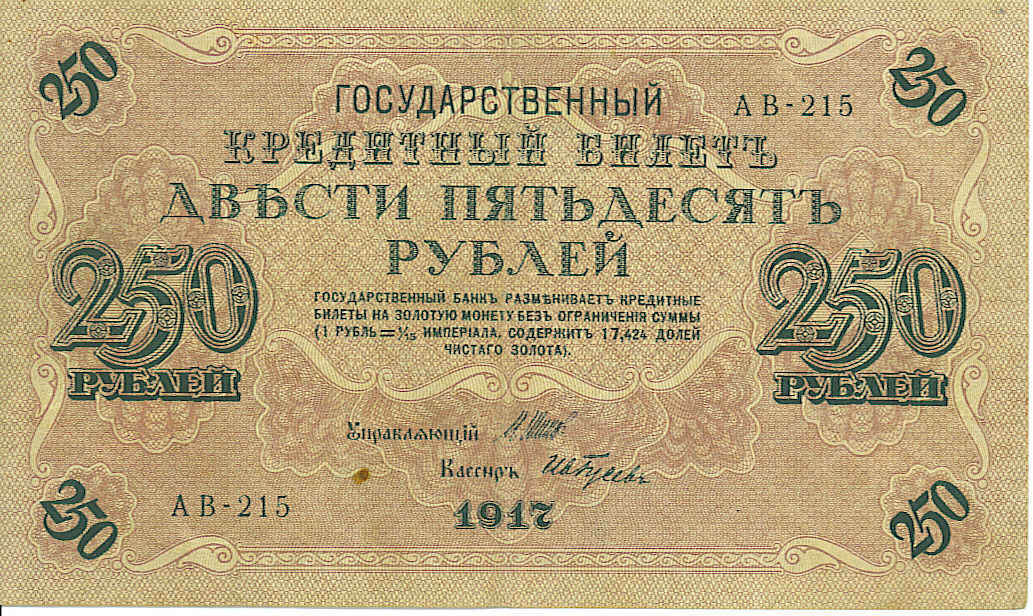 250 250
ГОСУДАРСТВЕННЫЙ АВ-215
КРЕДИТНЫЙ БИЛЕТЪ
ДВѢСТИ ПЯТЬДЕСЯТЪ
РУБЛЕЙ
250 250
РУБЛЕЙ РУБЛЕЙ
ГОСУДАРСТВЕННЫЙ БАНКЪ РАЗМѢНИВАЕТЪ КРЕДИТНЫЕ
БИЛЕТЫ НА ЗОЛОТУЮ МОНЕТУ БЕЗЪ ОГРАНИЧЕНІЯ СУММЫ
(1 РУБЛЬ = 1/15 ИМПЕРІАЛА, СОДЕРЖИТЪ 17,424 ДОЛЕЙ
ЧИСТАГО ЗОЛОТА).
Управляющій
Кассиръ
АВ-215 1917
250 250